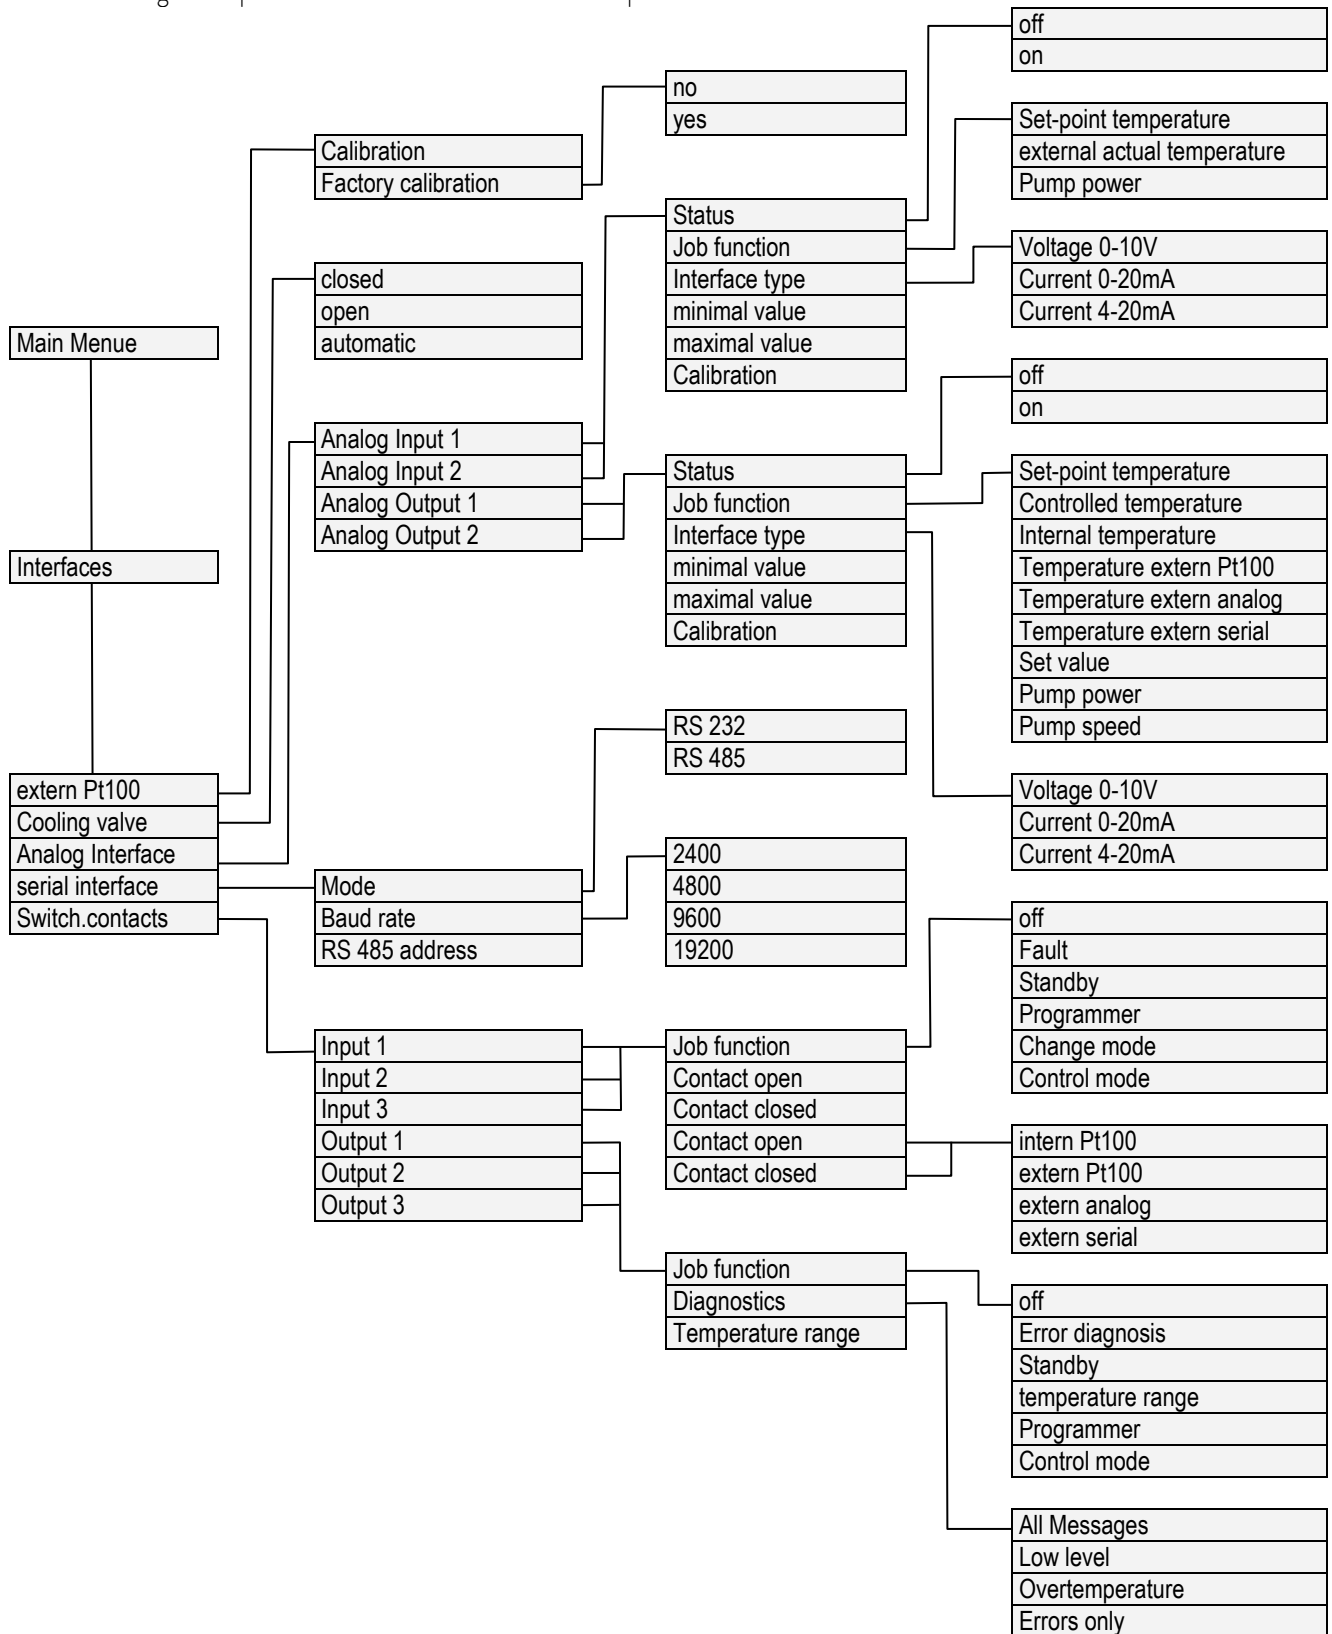 Main Menue
Interfaces
extern Pt100
Cooling valve
Analog Interface
serial interface
Switch.contacts
Calibration
Factory calibration
closed
open
automatic
Analog Input 1
Analog Input 2
Analog Output 1
Analog Output 2
Mode
Baud rate
RS 485 address
Input 1
Input 2
Input 3
Output 1
Output 2
Output 3
no
yes
Status
Job function
Interface type
minimal value
maximal value
Calibration
Status
Job function
Interface type
minimal value
maximal value
Calibration
RS 232
RS 485
2400
4800
9600
19200
Job function
Contact open
Contact closed
Contact open
Contact closed
Job function
Diagnostics
Temperature range
off
on
Set-point temperature
external actual temperature
Pump power
Voltage 0-10V
Current 0-20mA
Current 4-20mA
off
on
Set-point temperature
Controlled temperature
Internal temperature
Temperature extern Pt100
Temperature extern analog
Temperature extern serial
Set value
Pump power
Pump speed
Voltage 0-10V
Current 0-20mA
Current 4-20mA
off
Fault
Standby
Programmer
Change mode
Control mode
intern Pt100
extern Pt100
extern analog
extern serial
off
Error diagnosis
Standby
temperature range
Programmer
Control mode
All Messages
Low level
Overtemperature
Errors only